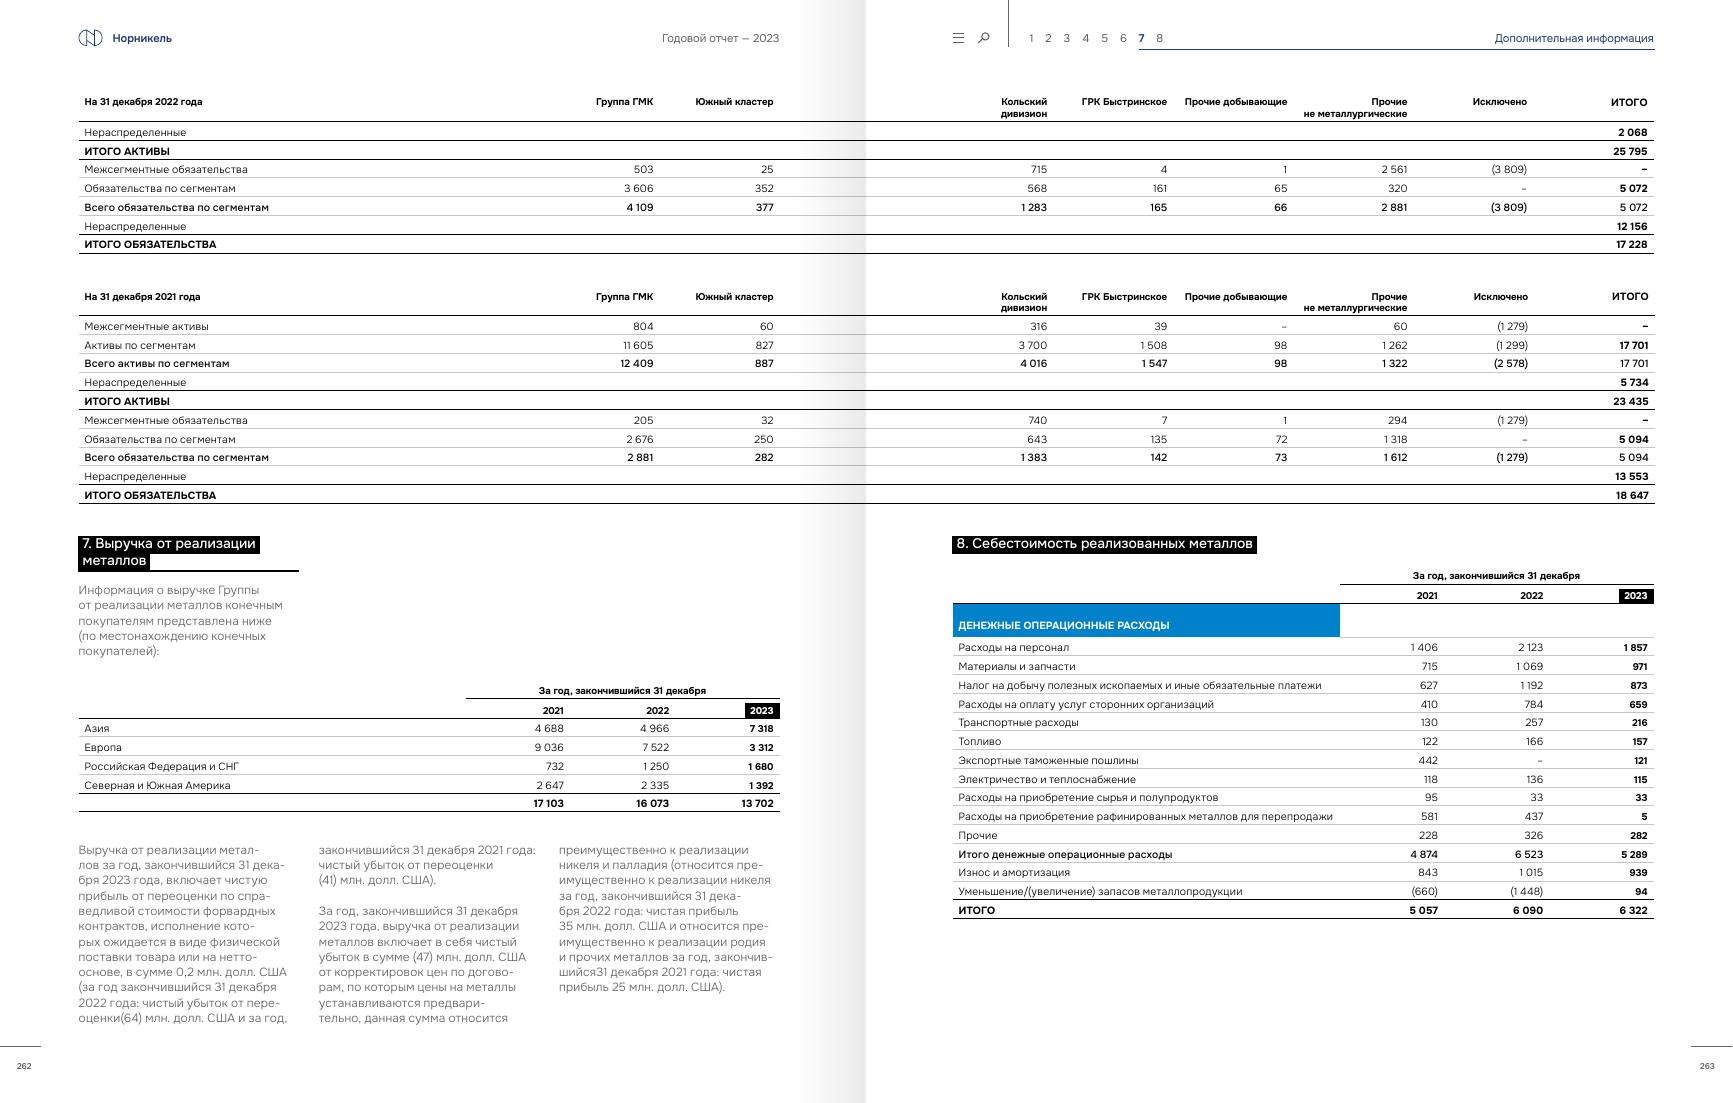 Норникель
Годовой отчет — 2023
1 2 3 4 5 6 7 8
Дополнительная информация
На 31 декабря 2022 года Группа ГМК Южный кластер Кольский дивизион ГРК Быстринское Прочие добывающие Прочие не металлургические Исключено ИТОГО
Нераспределенные 2 068
ИТОГО АКТИВЫ 25 795
Межсегментные обязательства 503 25 715 4 1 2 561 (3 809) –
Обязательства по сегментам 3 606 352 568 161 65 320 – 5 072
Всего обязательства по сегментам 4 109 377 1 283 165 66 2 881 (3 809) 5 072
Нераспределенные 12 156
ИТОГО ОБЯЗАТЕЛЬСТВА 17 228
На 31 декабря 2021 года Группа ГМК Южный кластер Кольский дивизион ГРК Быстринское Прочие добывающие Прочие не металлургические Исключено ИТОГО
Межсегментные активы 804 60 316 39 – 60 (1 279) –
Активы по сегментам 11 605 827 3 700 1 508 98 1 262 (1 299) 17 701
Всего активы по сегментам 12 409 887 4 016 1 547 98 1 322 (2 578) 17 701
Нераспределенные 5 734
ИТОГО АКТИВЫ 23 435
Межсегментные обязательства 205 32 740 7 1 294 (1 279) –
Обязательства по сегментам 2 676 250 643 135 72 1 318 – 5 094
Всего обязательства по сегментам 2 881 282 1 383 142 73 1 612 (1 279) 5 094
Нераспределенные 13 553
ИТОГО ОБЯЗАТЕЛЬСТВА 18 647
7. Выручка от реализации
металлов
Информация о выручке Группы
от реализации металлов конечным
покупателям представлена ниже
(по местонахождению конечных
покупателей):
За год, закончившийся 31 декабря
2021 2022 2023
Азия 4 688 4 966 7 318
Европа 9 036 7 522 3 312
Российская Федерация и СНГ 732 1 250 1 680
Северная и Южная Америка 2 647 2 335 1 392
17 103 16 073 13 702
Выручка от реализации метал-
лов за год, закончившийся 31 дека-
бря 2023 года, включает чистую
прибыль от переоценки по спра-
ведливой стоимости форвардных
контрактов, исполнение кото-
рых ожидается в виде физической
поставки товара или на нетто-
основе, в сумме 0,2 млн. долл. США
(за год закончившийся 31 декабря
2022 года: чистый убыток от пере-
оценки(64) млн. долл. США и за год,
закончившийся 31 декабря 2021 года:
чистый убыток от переоценки
(41) млн. долл. США).
За год, закончившийся 31 декабря
2023 года, выручка от реализации
металлов включает в себя чистый
убыток в сумме (47) млн. долл. США
от корректировок цен по догово-
рам, по которым цены на металлы
устанавливаются предвари-
тельно, данная сумма относится
преимущественно к реализации
никеля и палладия (относится пре-
имущественно к реализации никеля
за год, закончившийся 31 дека-
бря 2022 года: чистая прибыль
35 млн. долл. США и относится пре-
имущественно к реализации родия
и прочих металлов за год, закончив-
шийся31 декабря 2021 года: чистая
прибыль 25 млн. долл. США).
8. Себестоимость реализованных металлов
За год, закончившийся 31 декабря
2021 2022 2023
ДЕНЕЖНЫЕ ОПЕРАЦИОННЫЕ РАСХОДЫ
Расходы на персонал 1 406 2 123 1 857
Материалы и запчасти 715 1 069 971
Налог на добычу полезных ископаемых и иные обязательные платежи 627 1 192 873
Расходы на оплату услуг сторонних организаций 410 784 659
Транспортные расходы 130 257 216
Топливо 122 166 157
Экспортные таможенные пошлины 442 – 121
Электричество и теплоснабжение 118 136 115
Расходы на приобретение сырья и полупродуктов 95 33 33
Расходы на приобретение рафинированных металлов для перепродажи 581 437 5
Прочие 228 326 282
Итого денежные операционные расходы 4 874 6 523 5 289
Износ и амортизация 843 1 015 939
Уменьшение/(увеличение) запасов металлопродукции (660) (1 448) 94
ИТОГО 5 057 6 090 6 322
262
263